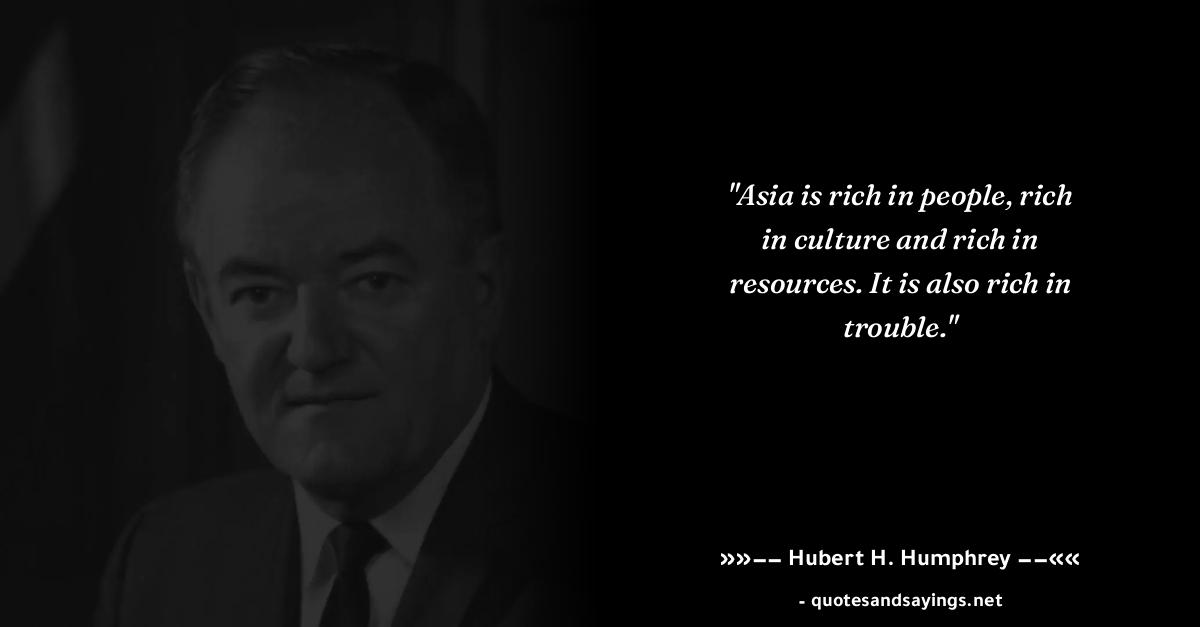 "Asia is rich in people, rich
in culture and rich in
resources. It is also rich in
trouble."
»»−− Hubert H. Humphrey −−««
- quotesandsayings.net